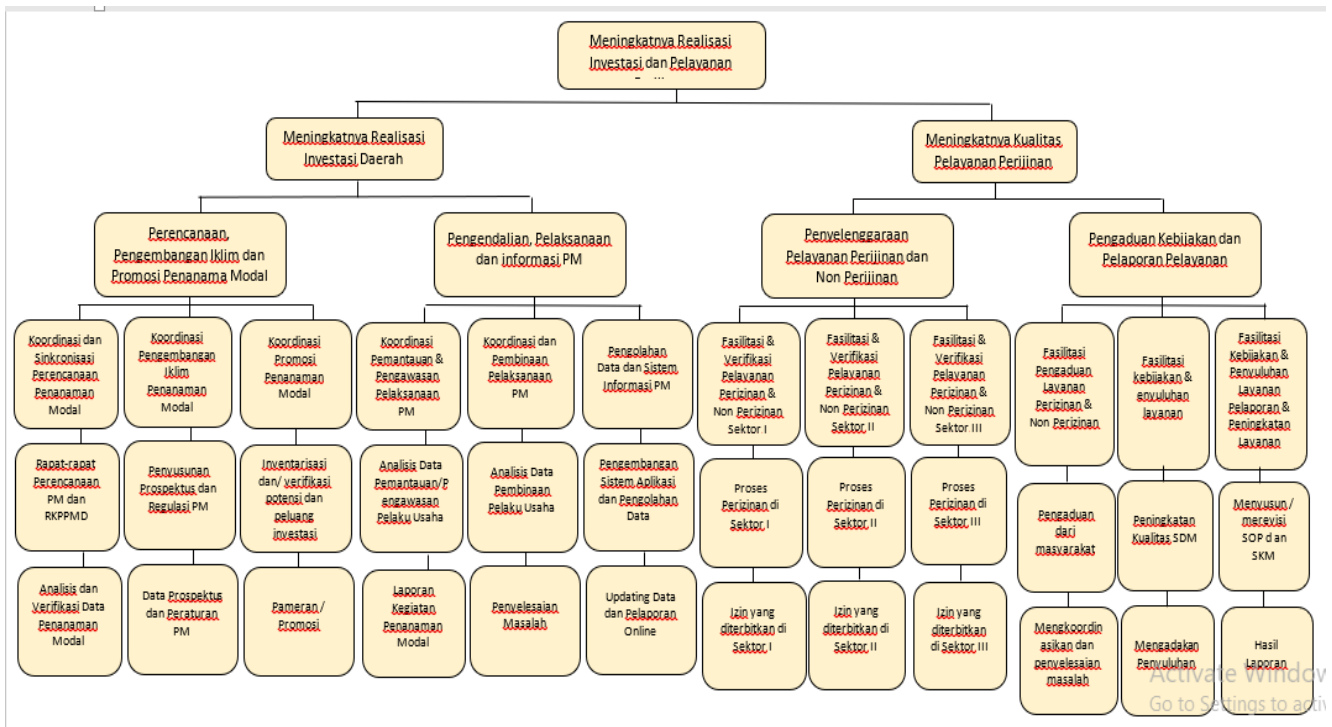 Meningkatnya Realisasi
Investasi dan Pelayanan
Meningkatnya Realisasi
Investasi Daerah
Meningkatnya Kualitas
Pelayanan Perijinan
Perencanaan,
Pengembangan Iklim dan
Promosi Penanama Modal
Pengendalian, Pelaksanaan
dan informasi PM
Penyelenggaraan
Pelayanan Perijinan dan
Non Perijinan
Pengaduan Kebijakan dan
Pelaporan Pelayanan
Koordinasi dan
Sinkronisasi
Perencanaan
Penanaman
Modal
Koordinasi
Pengembangan
Iklim
Penanaman
Modal
Koordinasi
Promosi
Penanaman
Modal
Koordinasi
Pemantauan &
Pengawasan
Pelaksanaan
PM
Koordinasi dan
Pembinaan
Pelaksanaan
PM
Pengolahan
Data dan Sistem
Informasi PM
Fasilitasi &
Verifikasi
Pelayanan
Perizinan &
Non Perizinan
Sektor I
Fasilitasi &
Verifikasi
Pelayanan
Perizinan &
Non Perizinan
Sektor II
Fasilitasi &
Verifikasi
Pelayanan
Perizinan &
Non Perizinan
Sektor III
Fasilitasi
Pengaduan
Layanan
Perizinan &
Non Perizinan
Fasilitasi
kebijakan &
enyuluhan
layanan
Fasilitasi
Kebijakan &
Penyuluhan
Layanan
Pelaporan &
Peningkatan
Layanan
Rapat-rapat
Perencanaan
PM dan
RKPPMD
Penyusunan
Prospektus dan
Regulasi PM
Inventarisasi
dan/ verifikasi
potensi dan
peluang
investasi
Analisis Data
Pemantauan/P
engawasan
Pelaku Usaha
Analisis Data
Pembinaan
Pelaku Usaha
Pengembangan
Sistem Aplikasi
dan Pengolahan
Data
Proses
Perizinan di
Sektor I
Proses
Perizinan di
Sektor II
Proses
Perizinan di
Sektor III
Pengaduan
dari
masyarakat
Peningkatan
Kualitas SDM
Menyusun /
merevisi
SOP dan
SKM
Analisis dan
Verifikasi Data
Penanaman
Modal
Data Prospektus
dan Peraturan
PM
Pameran /
Promosi
Laporan
Kegiatan
Penanaman
Modal
Penyelesaian
Masalah
Updating Data
dan Pelaporan
Online
Izin yang
diterbitkan di
Sektor I
Izin yang
diterbitkan di
Sektor II
Izin yang
diterbitkan
di Sektor III
Mengkoordin
asikan dan
penyelesaian
masalah
Mengadakan
Penyuluhan
Hasil
Laporan
Activate Window
Go to Settings to activ